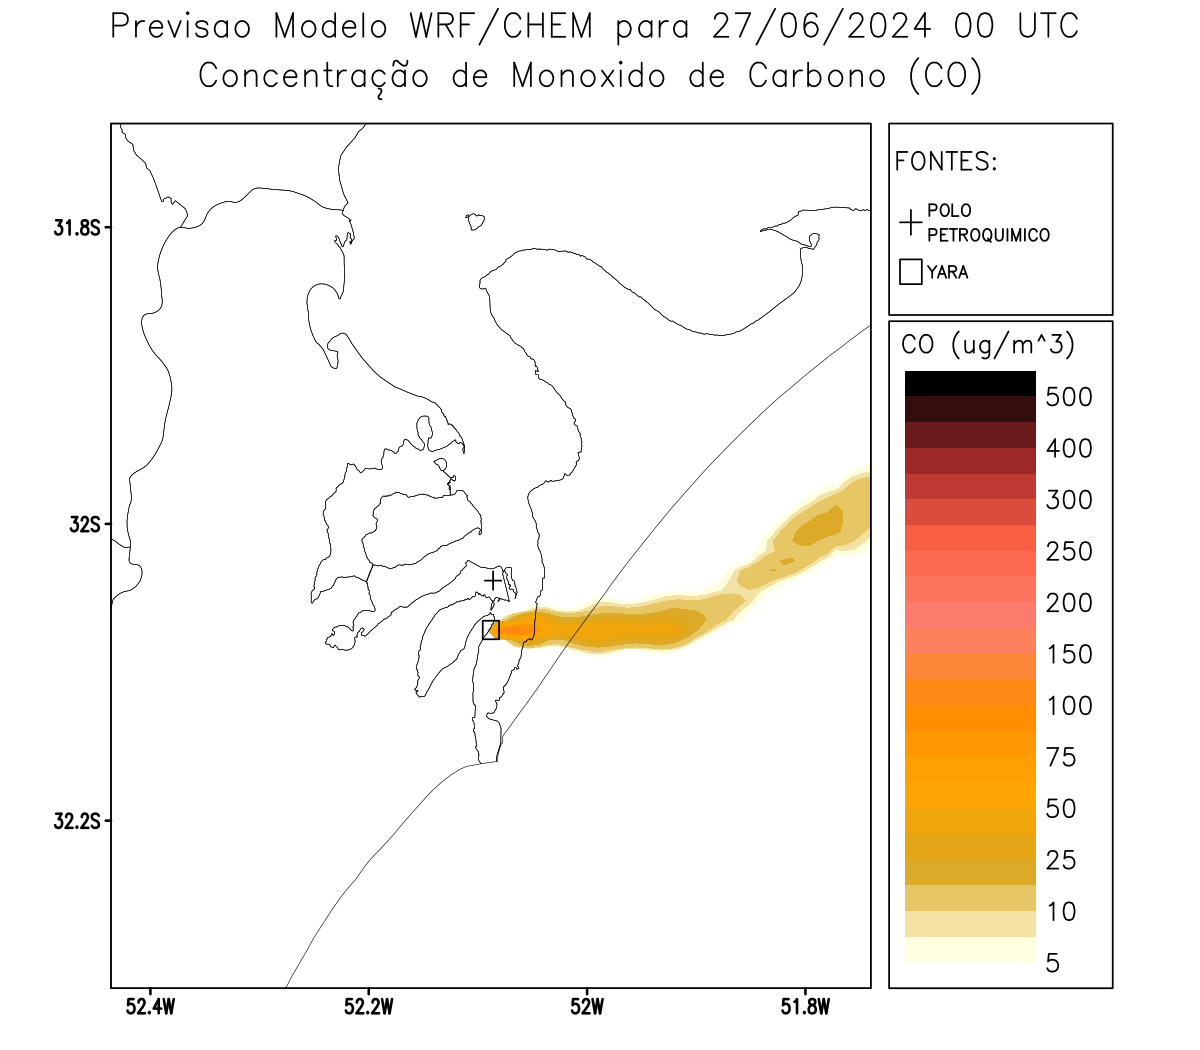 Previsao Modelo WRF/CHEM para 27/06/2024 00 UTC
Concentração de Monoxido de Carbono (CO)
31.8S
32S
32.2S
52.4W
52.2W
52W
51.8W
FONTES:
POLO
PETROQUIMICO
YARA
CO (ug/m^3)
500
400
300
250
200
150
100
75
50
25
10
5